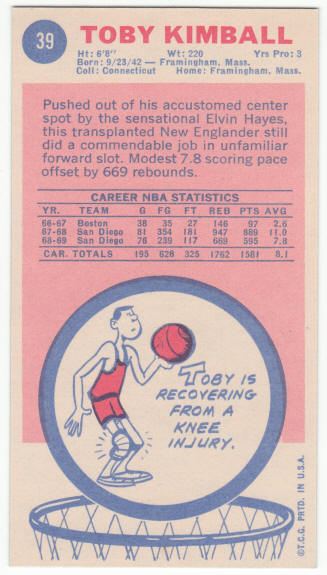 39
TOBY KIMBALL
Ht: 6'8" Wt: 220 Yrs Pro: 3
Born: 9/23/42 — Framingham, Mass.
Coll: Connecticut Home: Framingham, Mass.
Pushed out of his accustomed center
spot by the sensational Elvin Hayes,
this transplanted New Englander still
did a commendable job in unfamiliar
forward slot. Modest 7.8 scoring pace
offset by 669 rebounds.
CAREER NBA STATISTICS
YR. TEAM G FG FT REB PTS AVG
66-67 Boston 38 35 27 146 97 2.6
67-68 San Diego 81 354 181 947 889 11.0
68-69 San Diego 76 239 117 669 595 7.8
CAR. TOTALS 195 628 325 1762 1581 8.1
TOBY IS
RECOVERING
FROM A
KNEE
INJURY.
©T.C.G. PRTD. IN U.S.A.